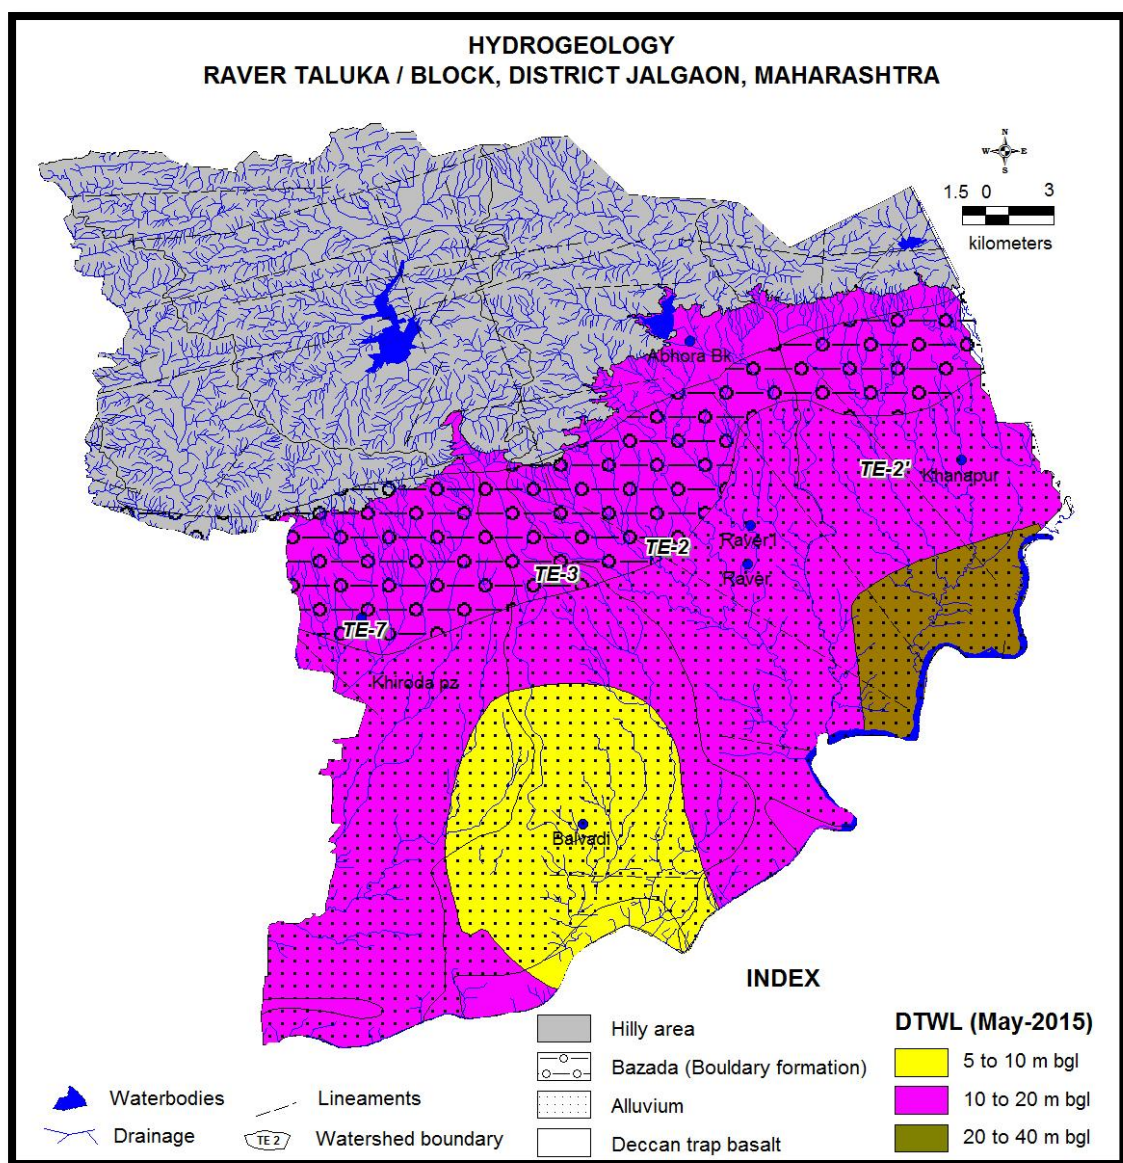 HYDROGEOLOGY
RAVER TALUKA / BLOCK, DISTRICT JALGAON, MAHARASHTRA
N
W E
S
1.5 0 3
kilometers
Abhora Bk
TE-2'
Khanapur
Raver1
TE-2
Raver
TE-3
TE-7
Khiroda pz
Balvadi
INDEX
Hilly area
Bazada (Bouldary formation)
Alluvium
Deccan trap basalt
DTWL (May-2015)
5 to 10 m bgl
10 to 20 m bgl
20 to 40 m bgl
Waterbodies
Lineaments
Drainage
TE 2
Watershed boundary